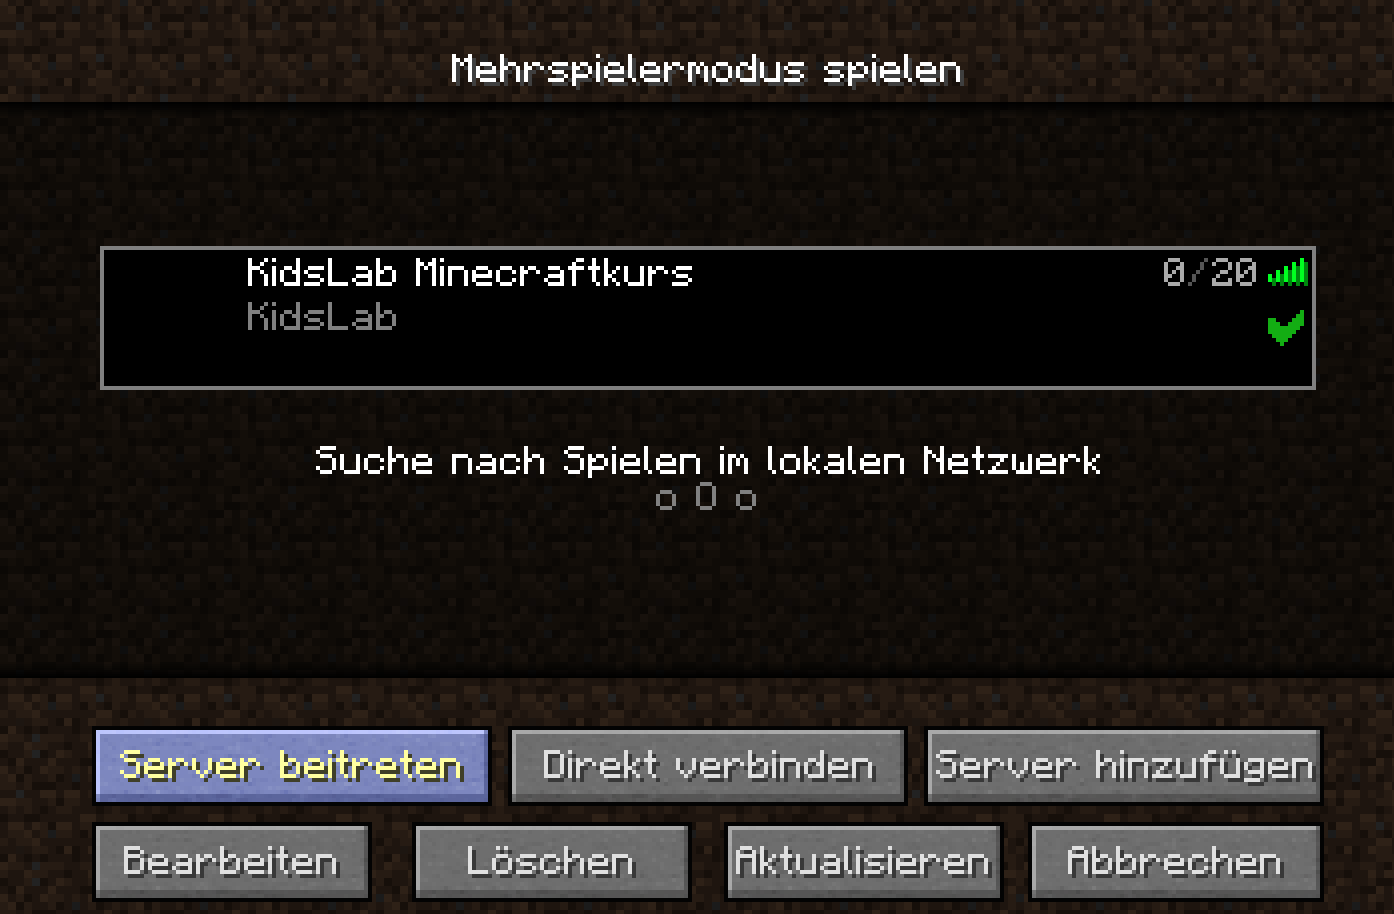 Mehrspielermodus spielen
KidsLab Minecraftkurs 0/20
KidsLab
Suche nach Spielen im lokalen Netzwerk
o O o
Server beitreten Direkt verbinden Server hinzufügen
Bearbeiten Löschen Aktualisieren Abbrechen